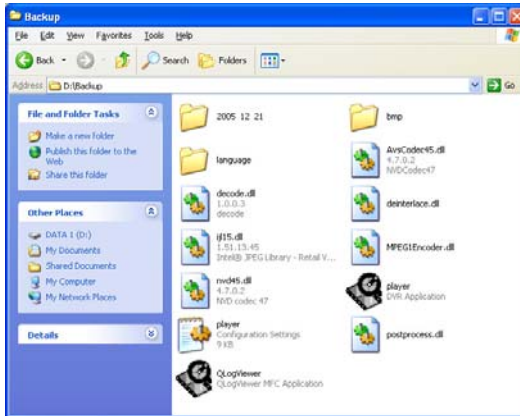 Backup
File Edit View Favorites Tools Help
Back Search Folders
Address D:\Backup Go
File and Folder Tasks
Make a new folder
Publish this folder to the
Web
Share this folder
Other Places
DATA 1 (D:)
My Documents
Shared Documents
My Computer
My Network Places
Details
2005 12 21
bmp
language
AvsCodec45.dll
4.7.0.2
NVDCodec47
decode.dll
1.0.0.3
decode
deinterlace.dll
ijl15.dll
1.51.13.45
Intel® JPEG Library - Retail V...
MPEG1Encoder.dll
nvd45.dll
4.7.0.2
NVD codec 47
player
DVR Application
player
Configuration Settings
9 KB
postprocess.dll
QLogViewer
QLogViewer MFC Application